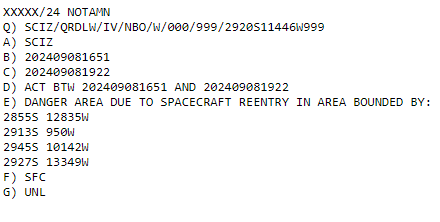 XXXXX/24 NOTAMN
Q) SCIZ/QRDLW/IV/NBO/W/000/999/2920S11446W999
A) SCIZ
B) 202409081651
C) 202409081922
D) ACT BTW 202409081651 AND 202409081922
E) DANGER AREA DUE TO SPACECRAFT REENTRY IN AREA BOUNDED BY:
2855S 12835W
2913S 950W
2945S 10142W
2927S 13349W
F) SFC
G) UNL